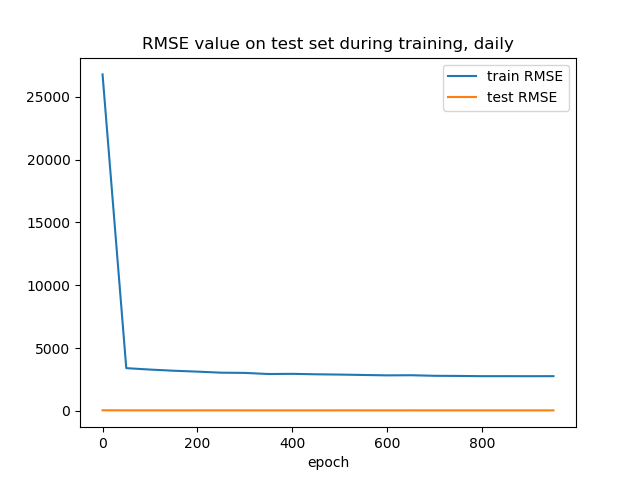 RMSE value on test set during training, daily
train RMSE
test RMSE
25000
20000
15000
10000
5000
0
0 200 400 600 800
epoch